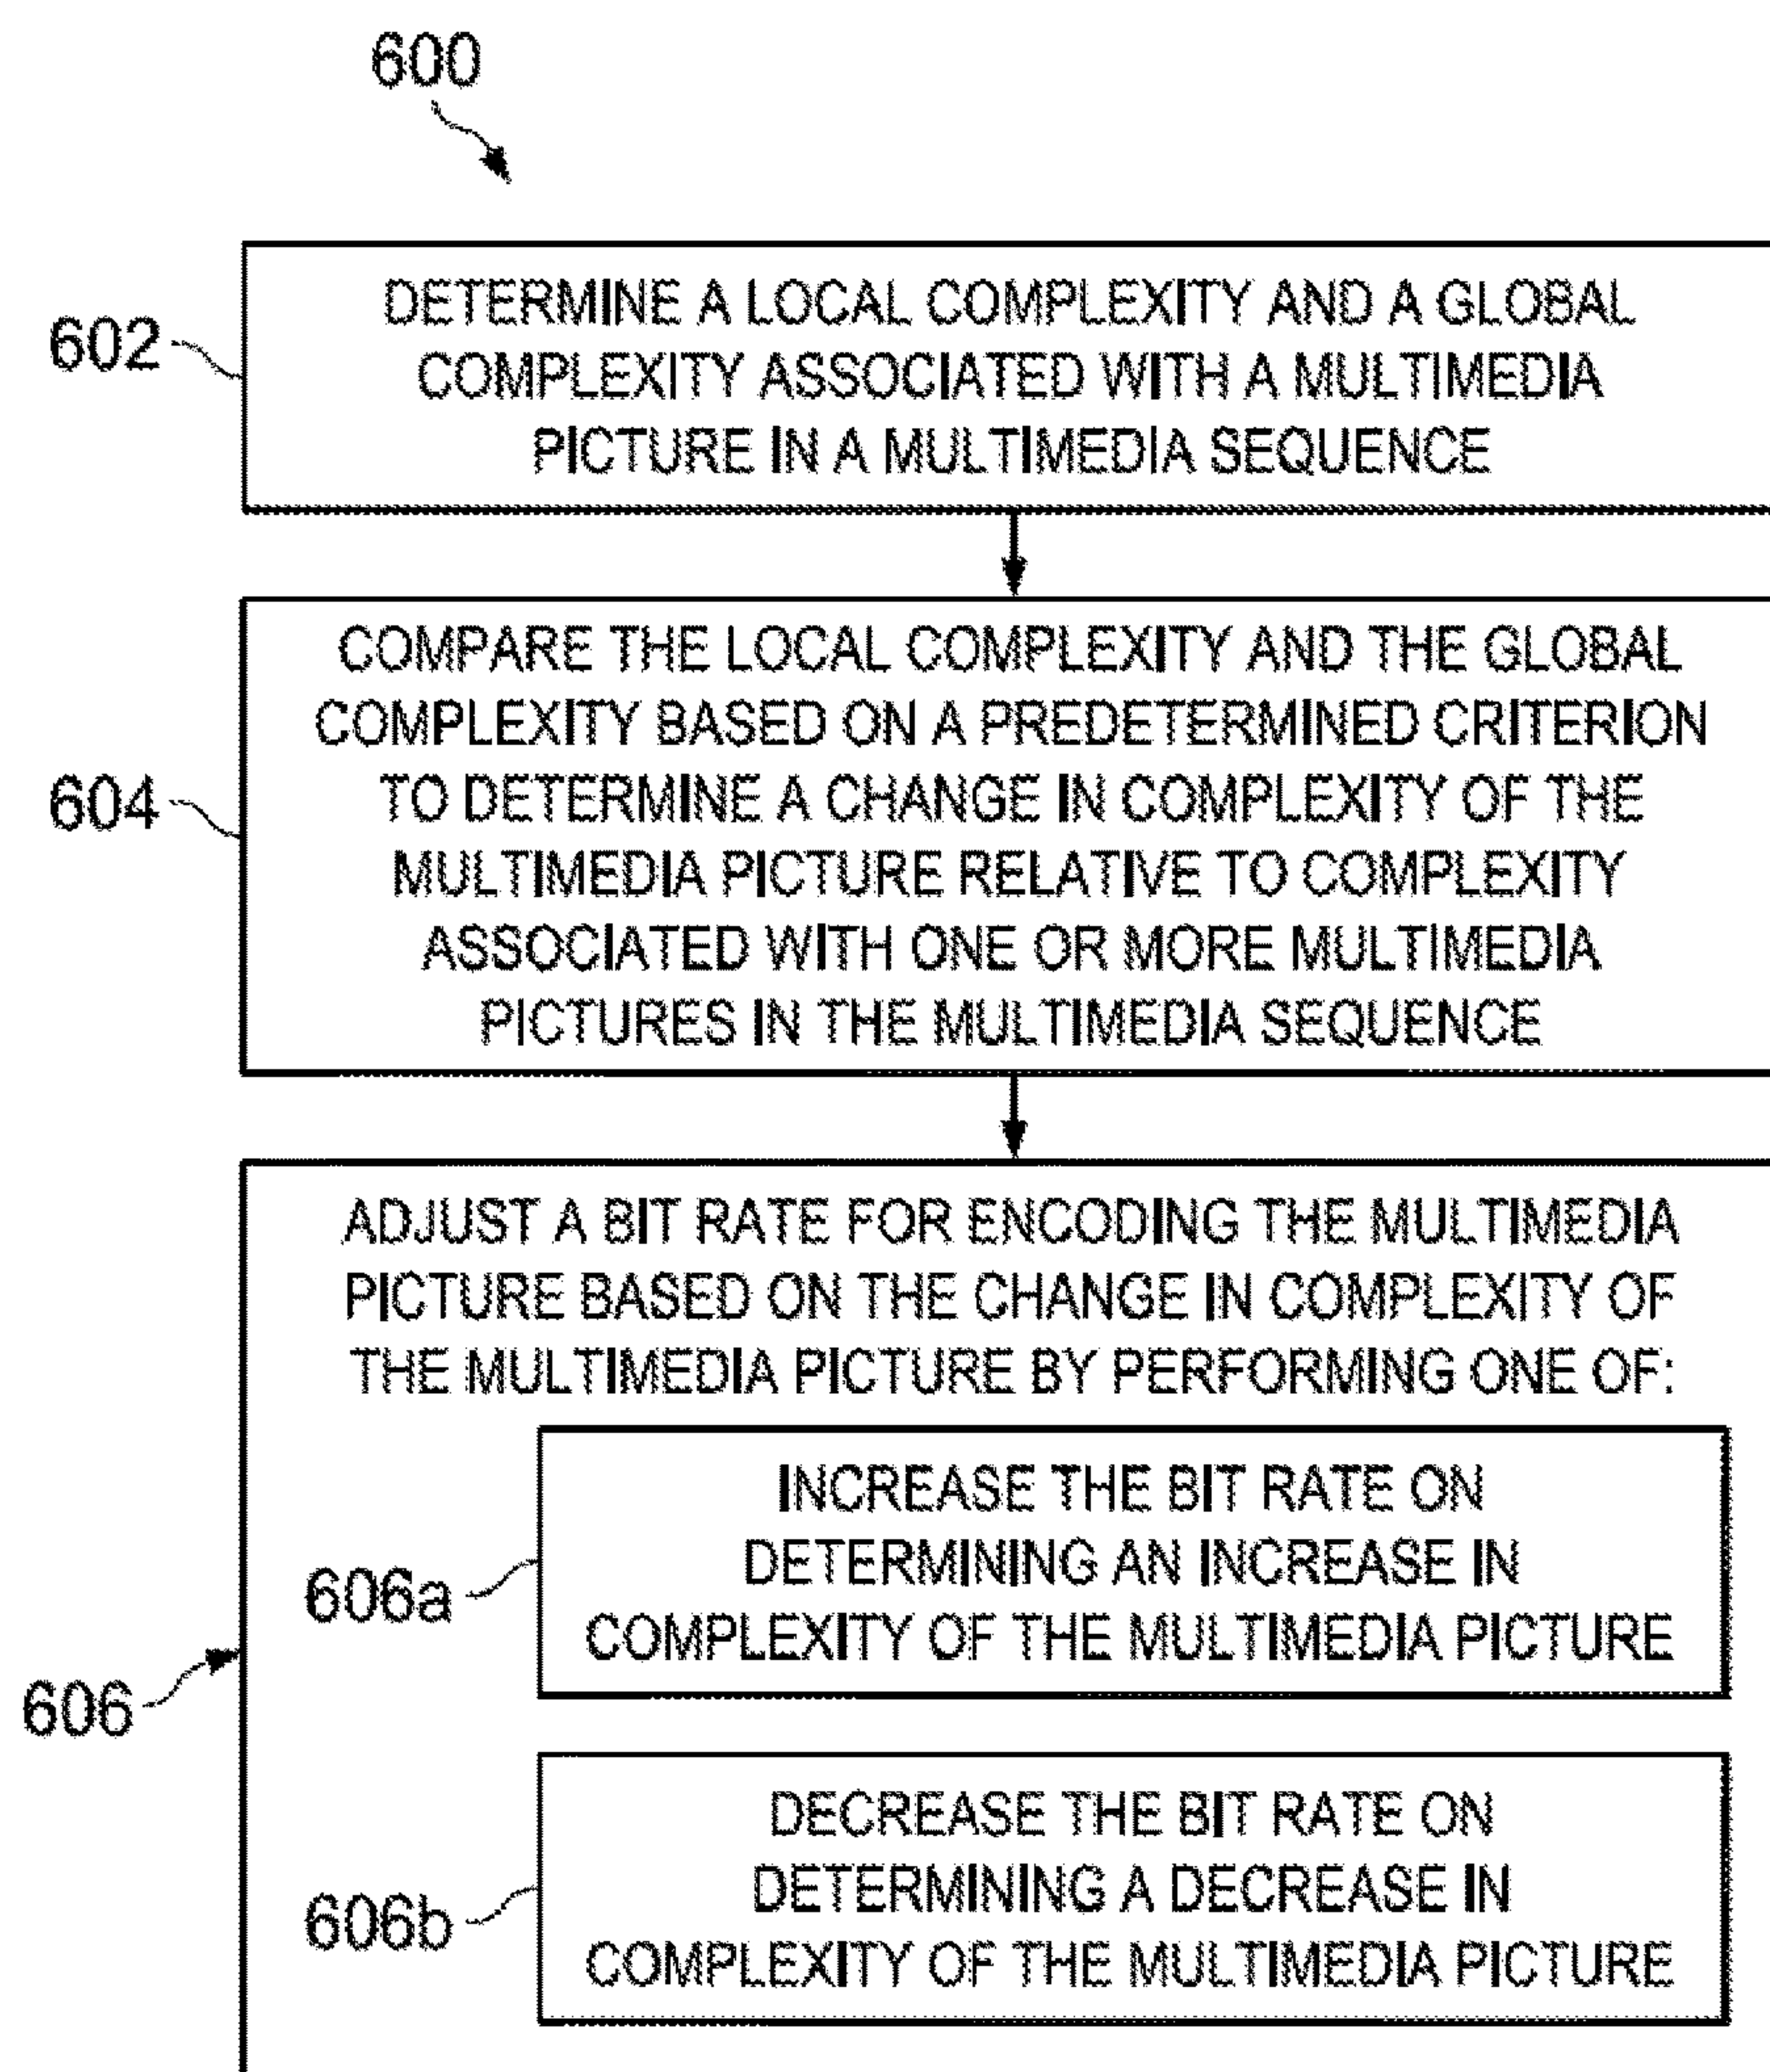 600
602
DETERMINE A LOCAL COMPLEXITY AND A GLOBAL
COMPLEXITY ASSOCIATED WITH A MULTIMEDIA
PICTURE IN A MULTIMEDIA SEQUENCE
604
COMPARE THE LOCAL COMPLEXITY AND THE GLOBAL
COMPLEXITY BASED ON A PREDETERMINED CRITERION
TO DETERMINE A CHANGE IN COMPLEXITY OF THE
MULTIMEDIA PICTURE RELATIVE TO COMPLEXITY
ASSOCIATED WITH ONE OR MORE MULTIMEDIA
PICTURES IN THE MULTIMEDIA SEQUENCE
606
ADJUST A BIT RATE FOR ENCODING THE MULTIMEDIA
PICTURE BASED ON THE CHANGE IN COMPLEXITY OF
THE MULTIMEDIA PICTURE BY PERFORMING ONE OF:
606a
INCREASE THE BIT RATE ON
DETERMINING AN INCREASE IN
COMPLEXITY OF THE MULTIMEDIA PICTURE
606b
DECREASE THE BIT RATE ON
DETERMINING A DECREASE IN
COMPLEXITY OF THE MULTIMEDIA PICTURE